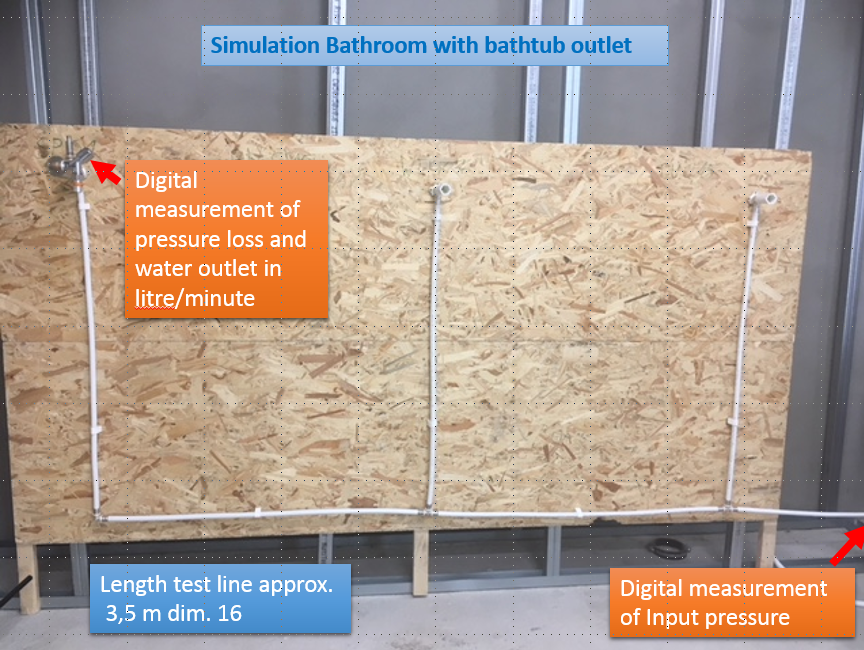 Simulation Bathroom with bathtub outlet
Digital
measurement of
pressure loss and
water outlet in
litre/minute
Length test line approx.
3,5 m dim. 16
Digital measurement
of Input pressure